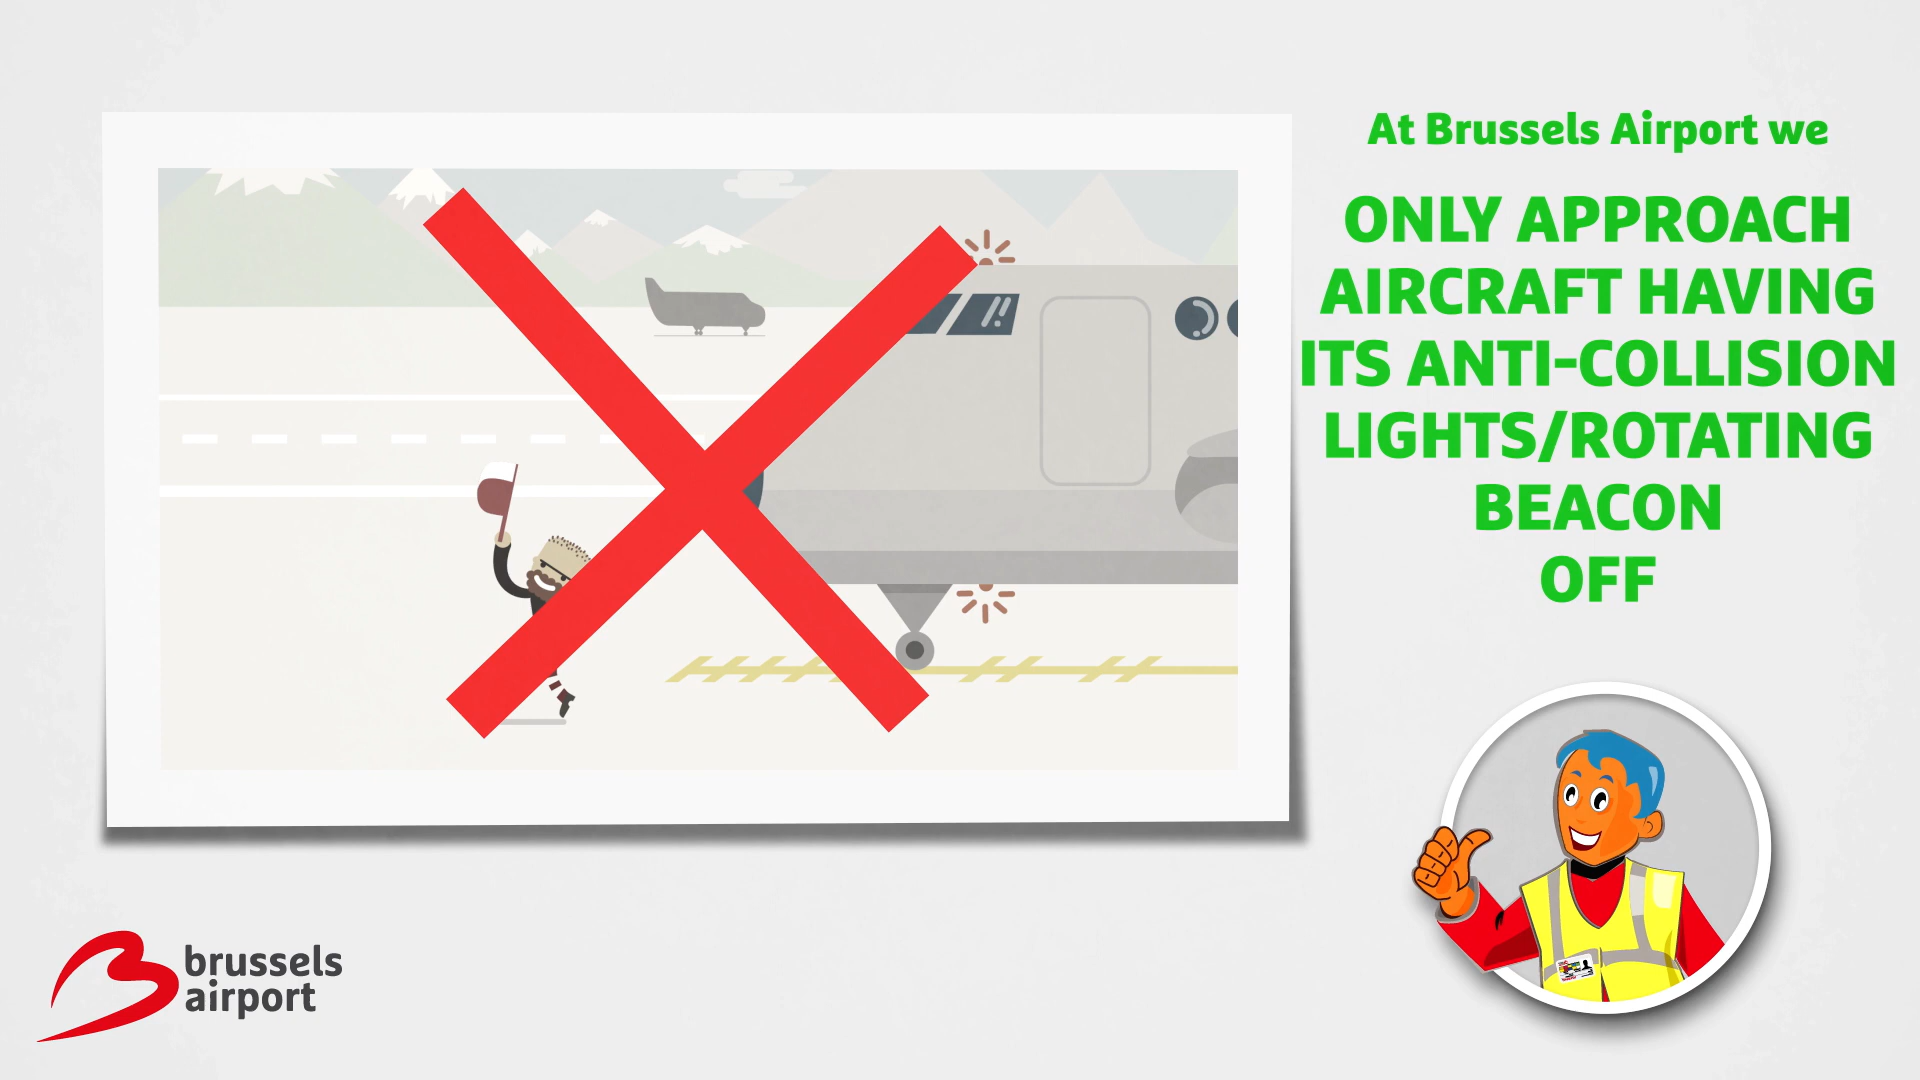 At Brussels Airport we
ONLY APPROACH
AIRCRAFT HAVING
ITS ANTI-COLLISION
LIGHTS/ROTATING
BEACON
OFF
brussels
airport